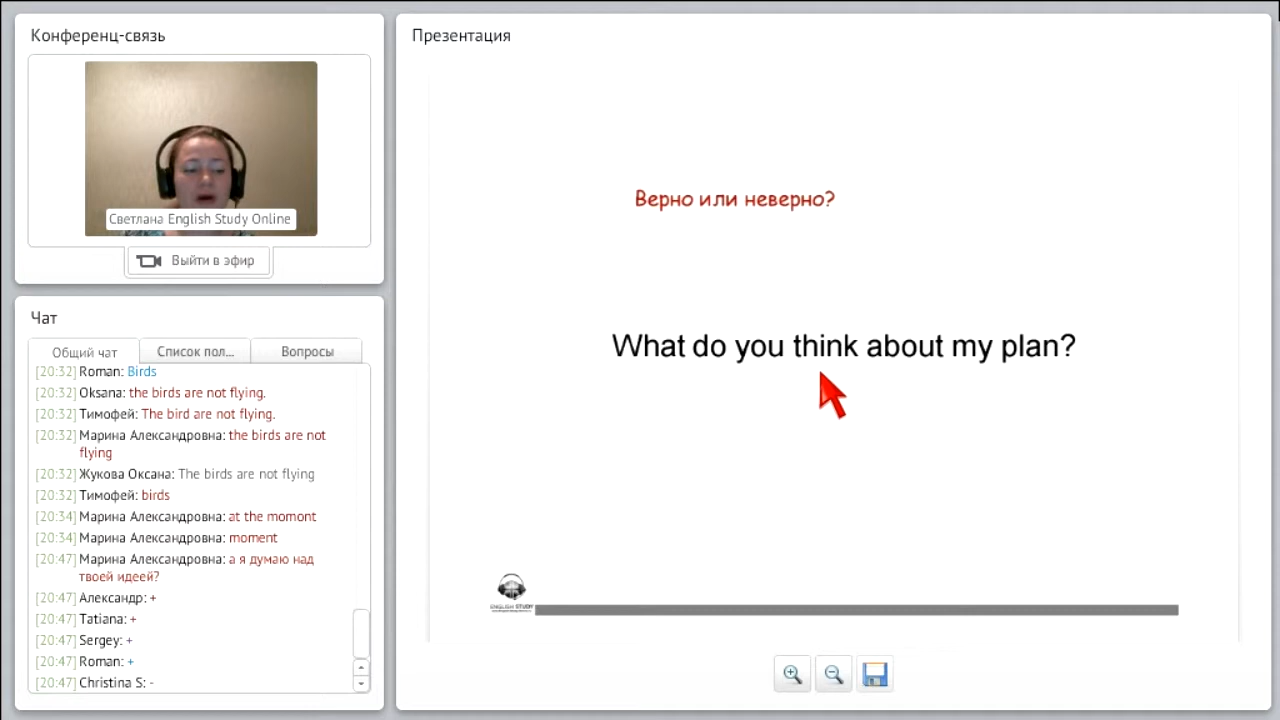 Конференц-связь
Светлана English Study Online
Выйти в эфир
Чат
Общий чат
Список пол...
Вопросы
[20:32] Roman: Birds
[20:32] Oksana: the birds are not flying.
[20:32] Тимофей: The bird are not flying.
[20:32] Марина Александровна: the birds are not
flying
[20:32] Жукова Оксана: The birds are not flying
[20:32] Тимофей: birds
[20:34] Марина Александровна: at the momont
[20:34] Марина Александровна: moment
[20:47] Марина Александровна: а я думаю над
твоей идеей?
[20:47] Александр: +
[20:47] Tatiana: +
[20:47] Sergey: +
[20:47] Roman: +
[20:47] Christina S: -
Презентация
Верно или неверно?
What do you think about my plan?
ENGLISH STUDY